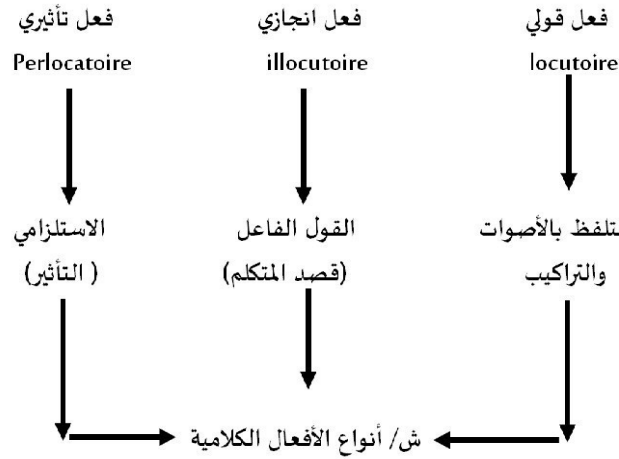 فعل قولي
فعل انجازي
فعل تأثيري
locutoire
illocutoire
Perlocatoire
تلفظ بالأصوات
والتراكيب
القول الفاعل
(قصد المتكلم)
الاستلزامي
( التأثير)
ش/ أنواع الأفعال الكلامية